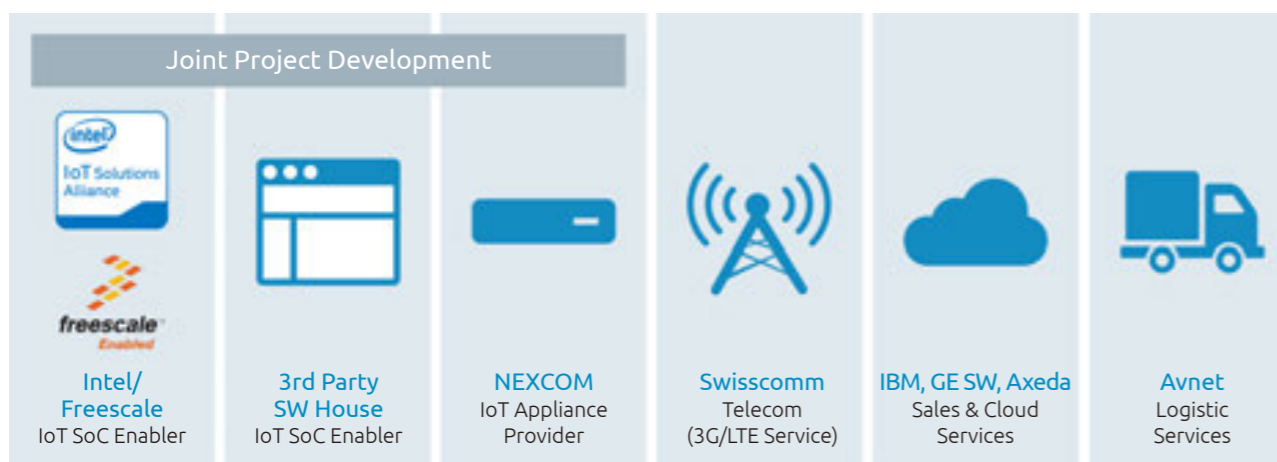 Joint Project Development
intel
IoT Solutions
Alliance
freescale
Enabled
Intel/
Freescale
IoT SoC Enabler
3rd Party
SW House
IoT SoC Enabler
NEXCOM
IoT Appliance
Provider
Swisscomm
Telecom
(3G/LTE Service)
IBM, GE SW, Axeda
Sales & Cloud
Services
Avnet
Logistic
Services